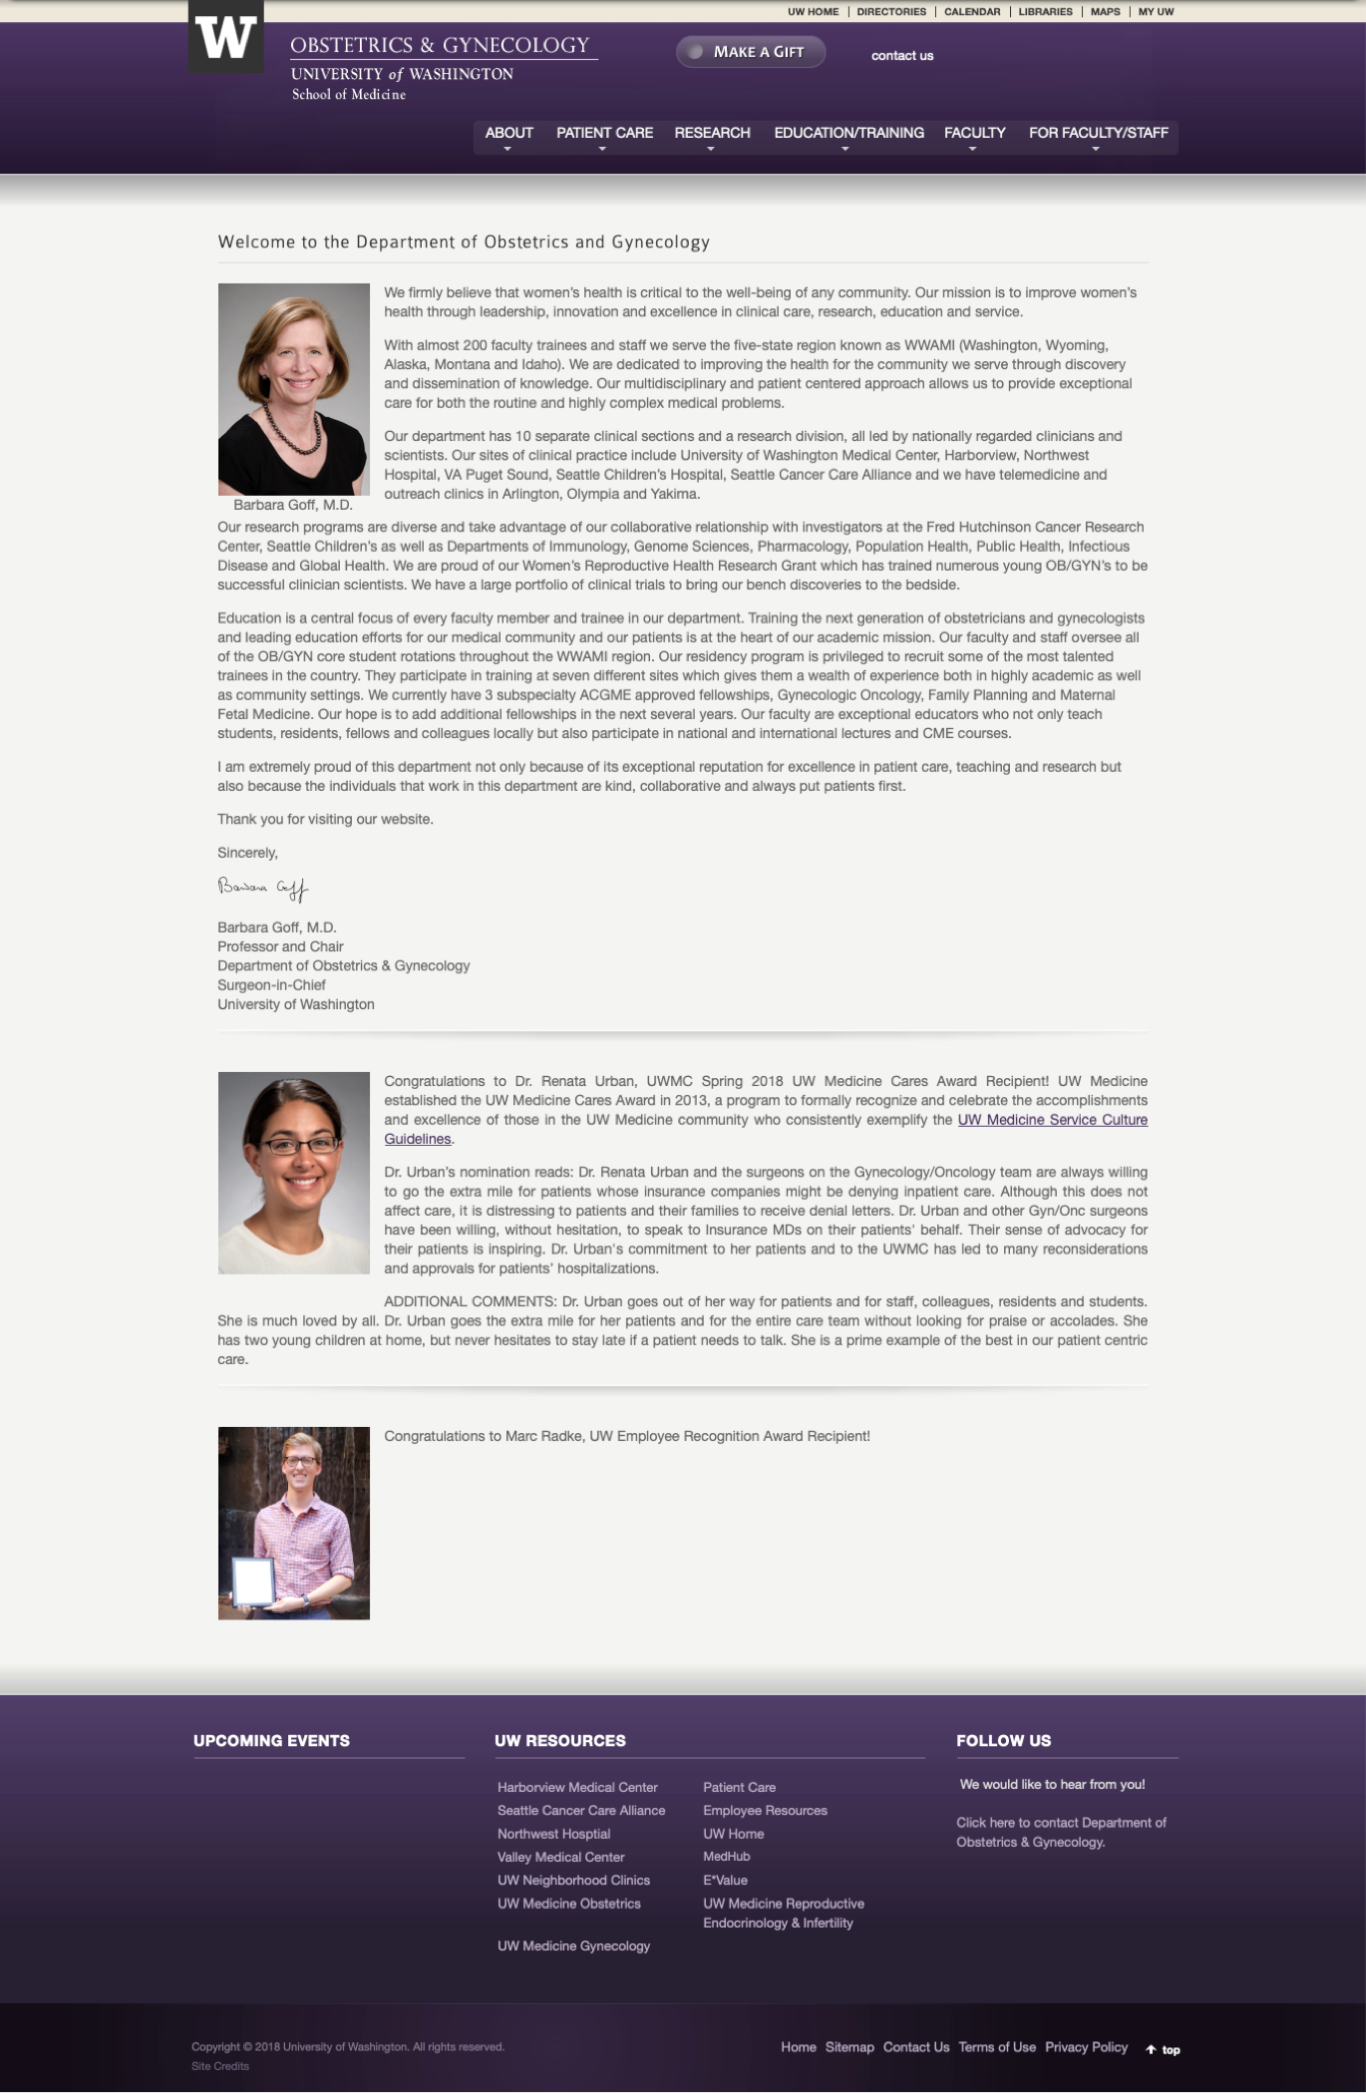 UW HOME | DIRECTORIES | CALENDAR | LIBRARIES | MAPS | MY UW
W
OBSTETRICS & GYNECOLOGY
UNIVERSITY of WASHINGTON
School of Medicine
MAKE A GIFT
contact us
ABOUT PATIENT CARE RESEARCH EDUCATION/TRAINING FACULTY FOR FACULTY/STAFF
Welcome to the Department of Obstetrics and Gynecology
We firmly believe that women's health is critical to the well-being of any community. Our mission is to improve women's
health through leadership, innovation and excellence in clinical care, research, education and service.
With almost 200 faculty trainees and staff we serve the five-state region known as WWAMI (Washington, Wyoming,
Alaska, Montana and Idaho). We are dedicated to improving the health for the community we serve through discovery
and dissemination of knowledge. Our multidisciplinary and patient centered approach allows us to provide exceptional
care for both the routine and highly complex medical problems.
Our department has 10 separate clinical sections and a research division, all led by nationally regarded clinicians and
scientists. Our sites of clinical practice include University of Washington Medical Center, Harborview, Northwest
Hospital, VA Puget Sound, Seattle Children's Hospital, Seattle Cancer Care Alliance and we have telemedicine and
outreach clinics in Arlington, Olympia and Yakima.
Barbara Goff, M.D.
Our research programs are diverse and take advantage of our collaborative relationship with investigators at the Fred Hutchinson Cancer Research
Center, Seattle Children's as well as Departments of Immunology, Genome Sciences, Pharmacology, Population Health, Public Health, Infectious
Disease and Global Health. We are proud of our Women's Reproductive Health Research Grant which has trained numerous young OB/GYN's to be
successful clinician scientists. We have a large portfolio of clinical trials to bring our bench discoveries to the bedside.
Education is a central focus of every faculty member and trainee in our department. Training the next generation of obstetricians and gynecologists
and leading education efforts for our medical community and our patients is at the heart of our academic mission. Our faculty and staff oversee all
of the OB/GYN core student rotations throughout the WWAMI region. Our residency program is privileged to recruit some of the most talented
trainees in the country. They participate in training at seven different sites which gives them a wealth of experience both in highly academic as well
as community settings. We currently have 3 subspecialty ACGME approved fellowships, Gynecologic Oncology, Family Planning and Maternal
Fetal Medicine. Our hope is to add additional fellowships in the next several years. Our faculty are exceptional educators who not only teach
students, residents, fellows and colleagues locally but also participate in national and international lectures and CME courses.
I am extremely proud of this department not only because of its exceptional reputation for excellence in patient care, teaching and research but
also because the individuals that work in this department are kind, collaborative and always put patients first.
Thank you for visiting our website.
Sincerely,
Barbara Goff
Barbara Goff, M.D.
Professor and Chair
Department of Obstetrics & Gynecology
Surgeon-in-Chief
University of Washington
Congratulations to Dr. Renata Urban, UWMC Spring 2018 UW Medicine Cares Award Recipient! UW Medicine
established the UW Medicine Cares Award in 2013, a program to formally recognize and celebrate the accomplishments
and excellence of those in the UW Medicine community who consistently exemplify the UW Medicine Service Culture
Guidelines.
Dr. Urban's nomination reads: Dr. Renata Urban and the surgeons on the Gynecology/Oncology team are always willing
to go the extra mile for patients whose insurance companies might be denying inpatient care. Although this does not
affect care, it is distressing to patients and their families to receive denial letters. Dr. Urban and other Gyn/Onc surgeons
have been willing, without hesitation, to speak to Insurance MDs on their patients' behalf. Their sense of advocacy for
their patients is inspiring. Dr. Urban's commitment to her patients and to the UWMC has led to many reconsiderations
and approvals for patients' hospitalizations.
ADDITIONAL COMMENTS: Dr. Urban goes out of her way for patients and for staff, colleagues, residents and students.
She is much loved by all. Dr. Urban goes the extra mile for her patients and for the entire care team without looking for praise or accolades. She
has two young children at home, but never hesitates to stay late if a patient needs to talk. She is a prime example of the best in our patient centric
care.
Congratulations to Marc Radke, UW Employee Recognition Award Recipient!
UPCOMING EVENTS
UW RESOURCES
Harborview Medical Center
Seattle Cancer Care Alliance
Northwest Hosptial
Valley Medical Center
UW Neighborhood Clinics
UW Medicine Obstetrics
UW Medicine Gynecology
Patient Care
Employee Resources
UW Home
MedHub
E*Value
UW Medicine Reproductive
Endocrinology & Infertility
FOLLOW US
We would like to hear from you!
Click here to contact Department of
Obstetrics & Gynecology.
Copyright © 2018 University of Washington. All rights reserved.
Site Credits
Home Sitemap Contact Us Terms of Use Privacy Policy top